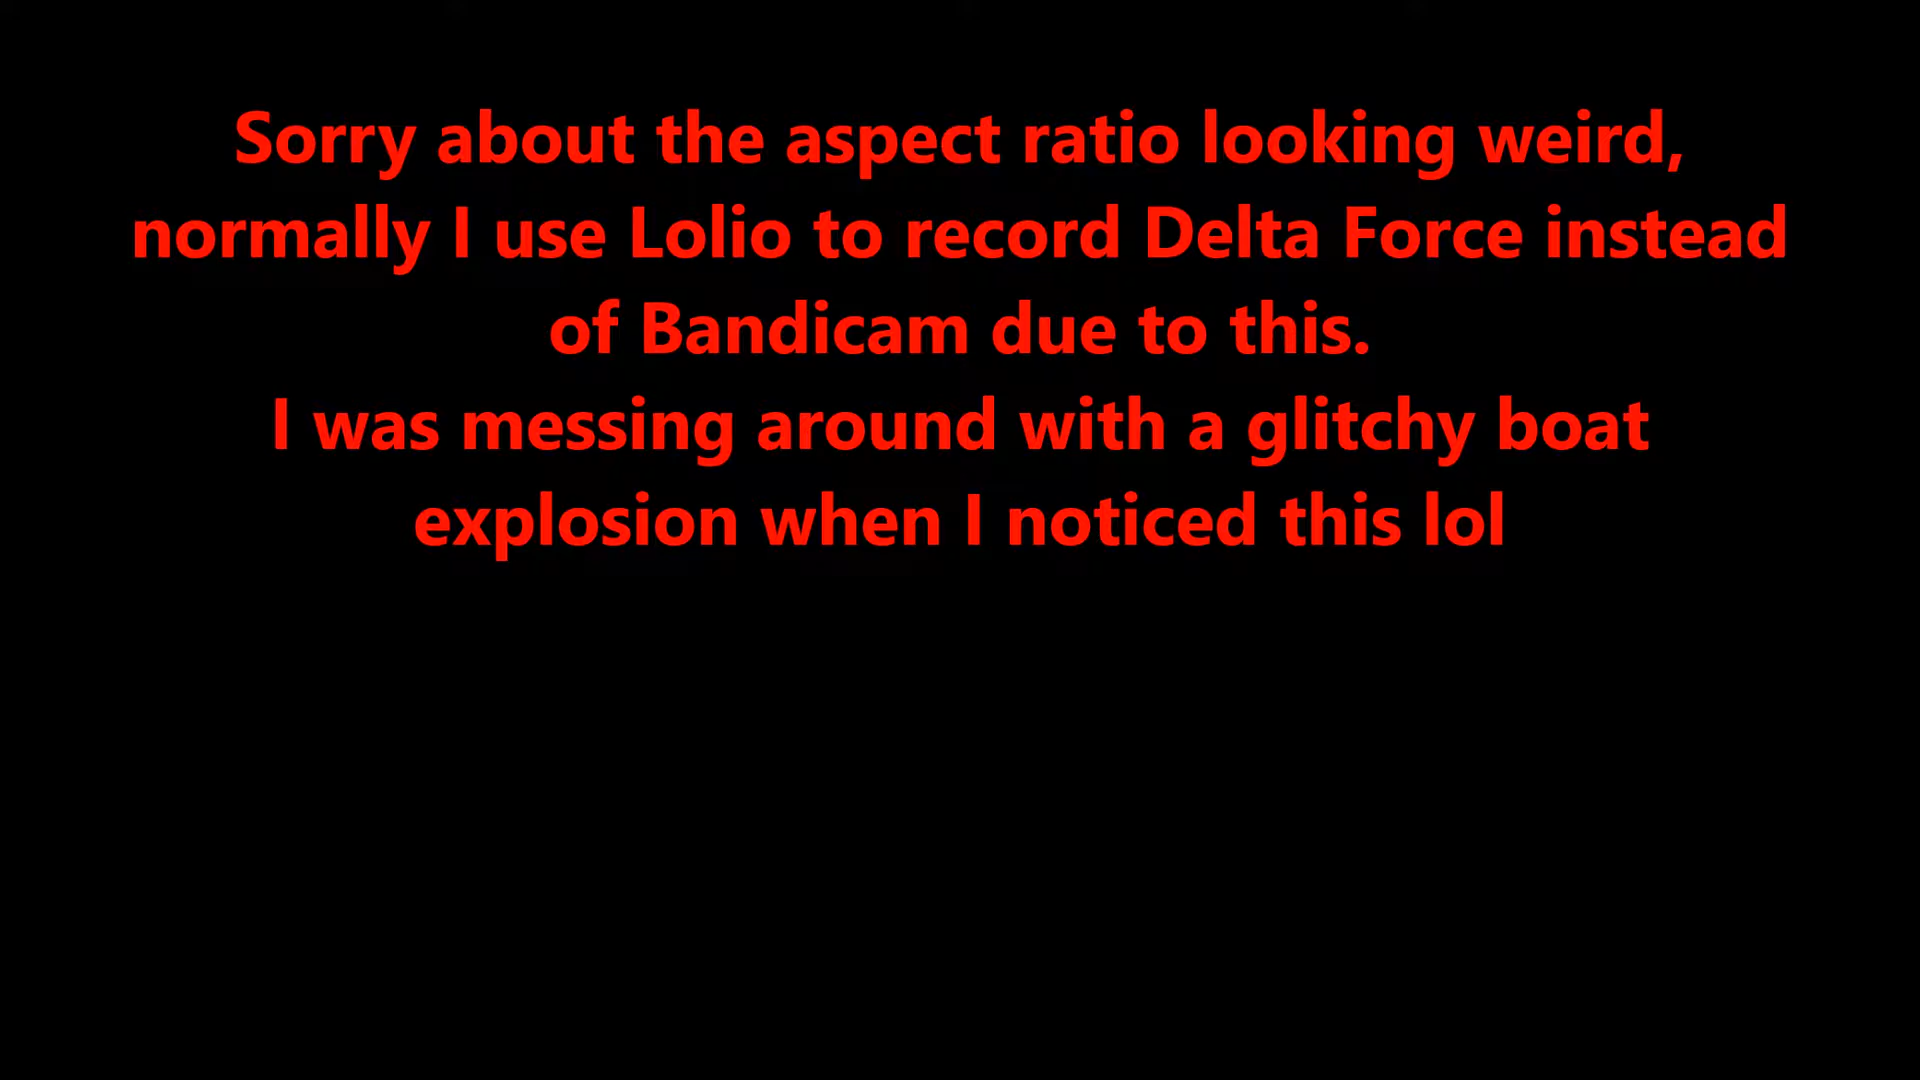 Sorry about the aspect ratio looking weird,
normally I use Lolio to record Delta Force instead
of Bandicam due to this.
I was messing around with a glitchy boat
explosion when I noticed this lol